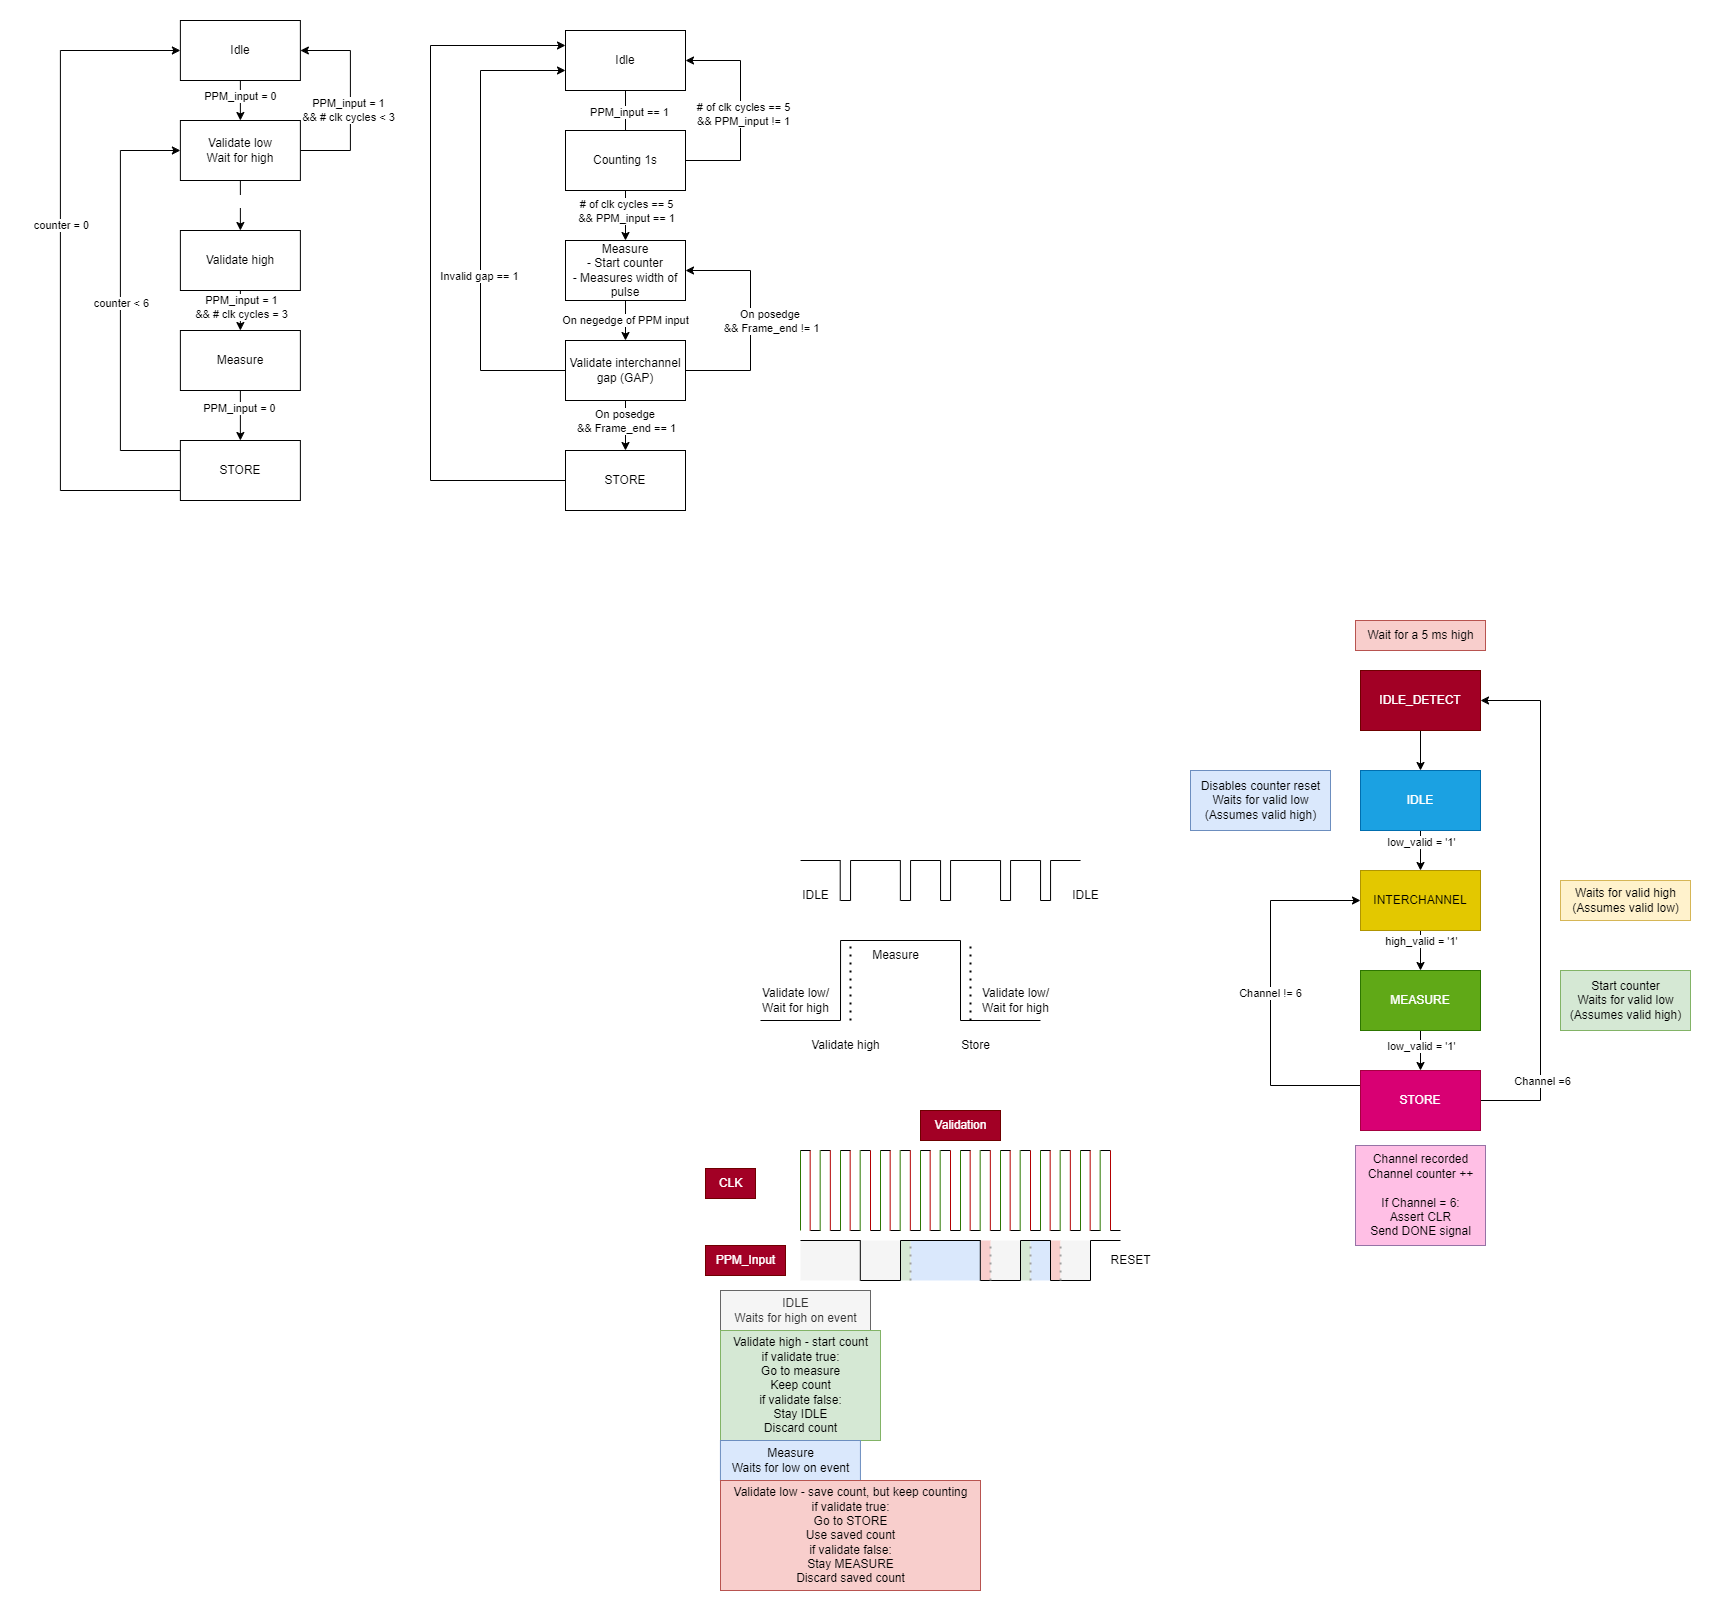 Idle
PPM_input = 0
PPM_input = 1
&& # clk cycles < 3
Validate low
Wait for high
counter = 0
Validate high
counter < 6
PPM_input = 1
&& # clk cycles = 3
Measure
PPM_input = 0
STORE
Idle
PPM_input == 1
# of clk cycles == 5
&& PPM_input != 1
Counting 1s
# of clk cycles == 5
&& PPM_input == 1
Measure
- Start counter
- Measures width of
pulse
Invalid gap == 1
On negedge of PPM input
On posedge
&& Frame_end != 1
Validate interchannel
gap (GAP)
On posedge
&& Frame_end == 1
STORE
Wait for a 5 ms high
IDLE_DETECT
Disables counter reset
Waits for valid low
(Assumes valid high)
IDLE
low_valid = '1'
INTERCHANNEL
Waits for valid high
(Assumes valid low)
high_valid = '1'
Channel != 6
MEASURE
Start counter
Waits for valid low
(Assumes valid high)
low_valid = '1'
Channel =6
STORE
Channel recorded
Channel counter ++
If Channel = 6:
Assert CLR
Send DONE signal
IDLE
IDLE
Measure
Validate low/
Wait for high
Validate low/
Wait for high
Validate high
Store
Validation
CLK
PPM_Input
RESET
IDLE
Waits for high on event
Validate high - start count
if validate true:
Go to measure
Keep count
if validate false:
Stay IDLE
Discard count
Measure
Waits for low on event
Validate low - save count, but keep counting
if validate true:
Go to STORE
Use saved count
if validate false:
Stay MEASURE
Discard saved count